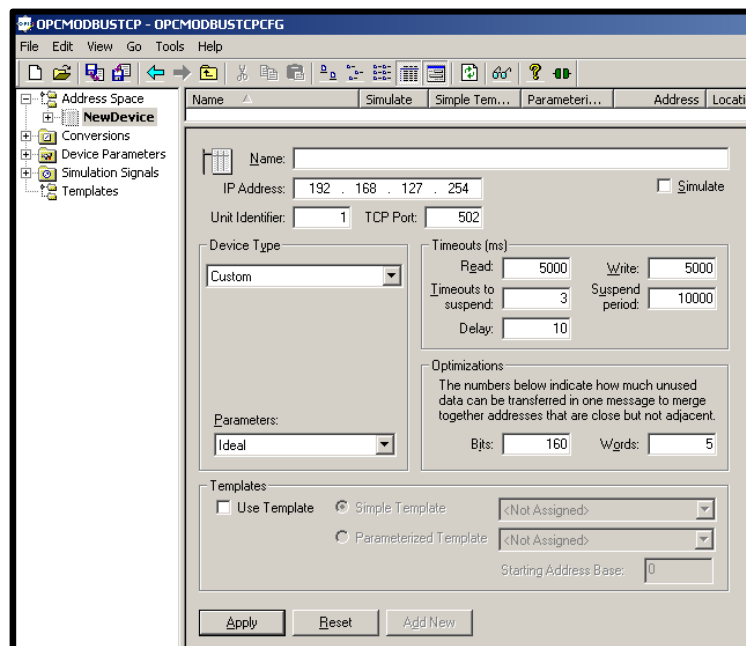 OPCMODBUSTCP - OPCMODBUSTCPCFG
File Edit View Go Tools Help
Address Space
NewDevice
Conversions
Device Parameters
Simulation Signals
Templates
Name Simulate Simple Tem... Parameteri... Address Locati
Name:
IP Address: 192 . 168 . 127 . 254 Simulate
Unit Identifier: 1 TCP Port: 502
Device Type
Custom
Parameters:
Ideal
Timeouts (ms)
Read: 5000 Write: 5000
Timeouts to suspend: 3 Suspend period: 10000
Delay: 10
Optimizations
The numbers below indicate how much unused
data can be transferred in one message to merge
together addresses that are close but not adjacent.
Bits: 160 Words: 5
Templates
Use Template Simple Template <Not Assigned>
Parameterized Template <Not Assigned>
Starting Address Base: 0
Apply Reset Add New